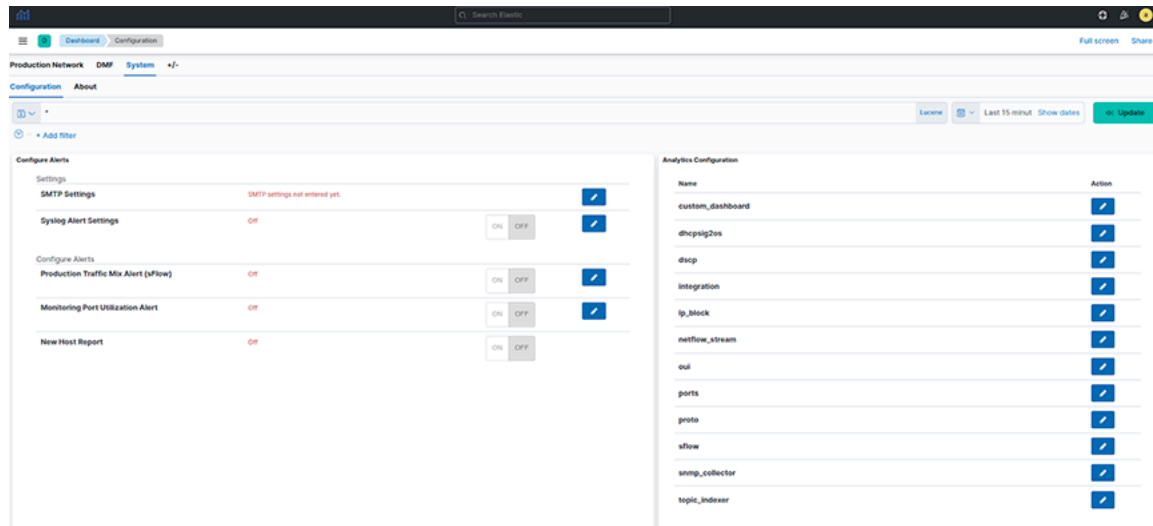 Search Elastic
D Dashboard Configuration Full screen Share
Production Network DMF System +/-
Configuration About
* Lucene Last 15 minut Show dates Update
+ Add filter
Configure Alerts
Settings
SMTP Settings SMTP settings not entered yet.
Syslog Alert Settings Off ON OFF
Configure Alerts
Production Traffic Mix Alert (sFlow) Off ON OFF
Monitoring Port Utilization Alert Off ON OFF
New Host Report Off ON OFF
Analytics Configuration
Name Action
custom_dashboard
dhcpsig2os
dscp
integration
ip_block
netflow_stream
oui
ports
proto
sflow
snmp_collector
topic_indexer